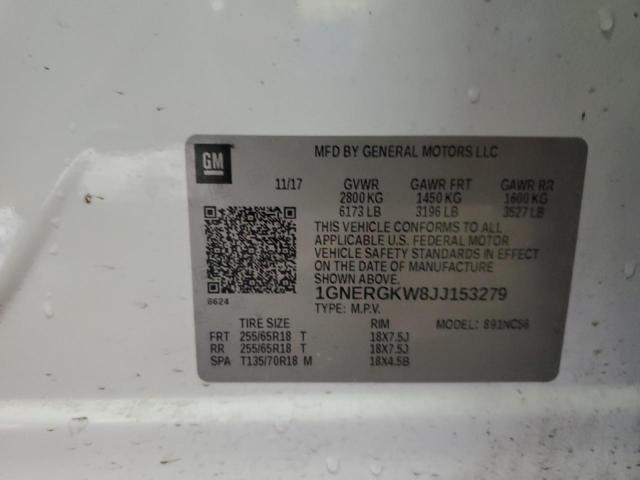 GM
MFD BY GENERAL MOTORS LLC
11/17 GVWR GAWR FRT GAWR RR
2800 KG 1450 KG 1600 KG
6173 LB 3196 LB 3527 LB
THIS VEHICLE CONFORMS TO ALL
APPLICABLE U.S. FEDERAL MOTOR
VEHICLE SAFETY STANDARDS IN EFFECT
ON THE DATE OF MANUFACTURE
SHOWN ABOVE.
1GNERGKW8JJ153279
8624
TYPE: M.P.V.
TIRE SIZE RIM MODEL: 891NC56
FRT 255/65R18 T 18X7.5J
RR 255/65R18 T 18X7.5J
SPA T135/70R18 M 18X4.5B